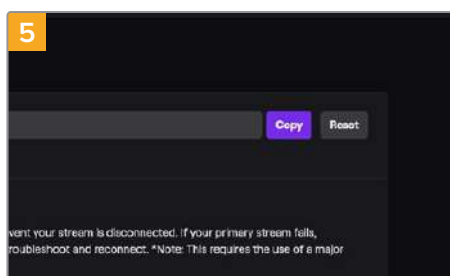 5
Copy Reset
vent your stream is disconnected. If your primary stream fails,
roubleshoot and reconnect. *Note: This requires the use of a major